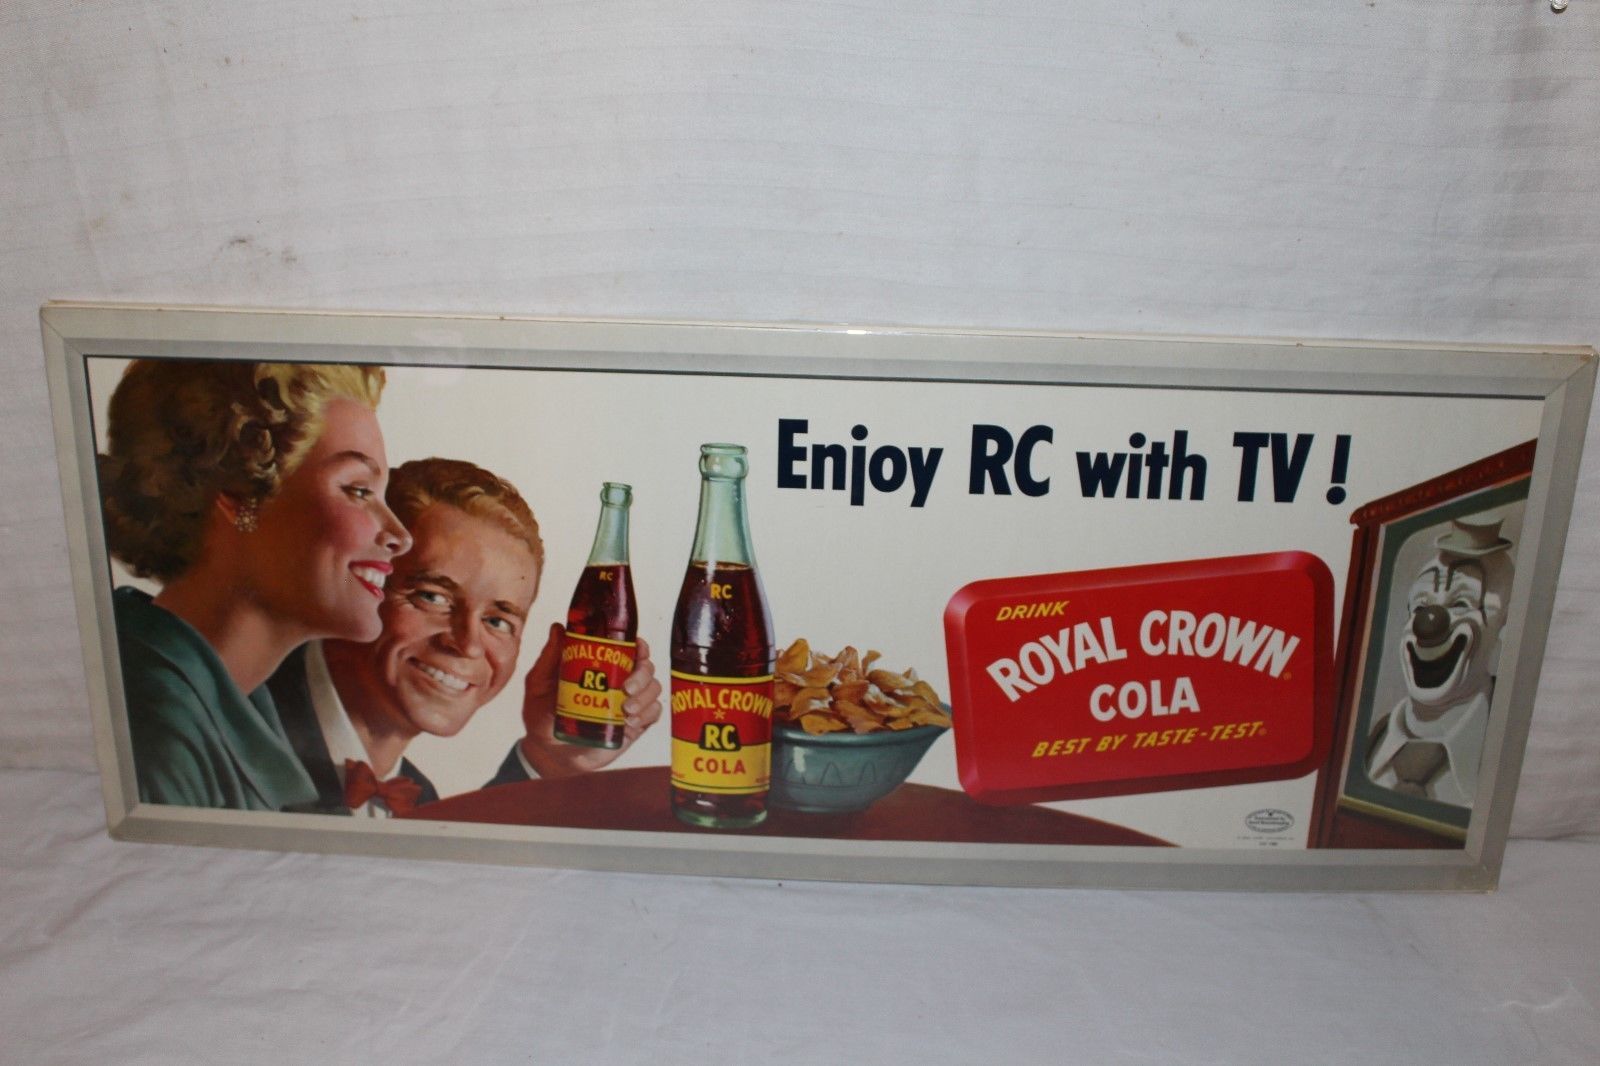 Enjoy RC with TV!
RC
ROYAL CROWN
RC
COLA
RC
ROYAL CROWN
RC
COLA
DRINK
ROYAL CROWN®
COLA
BEST BY TASTE-TEST®